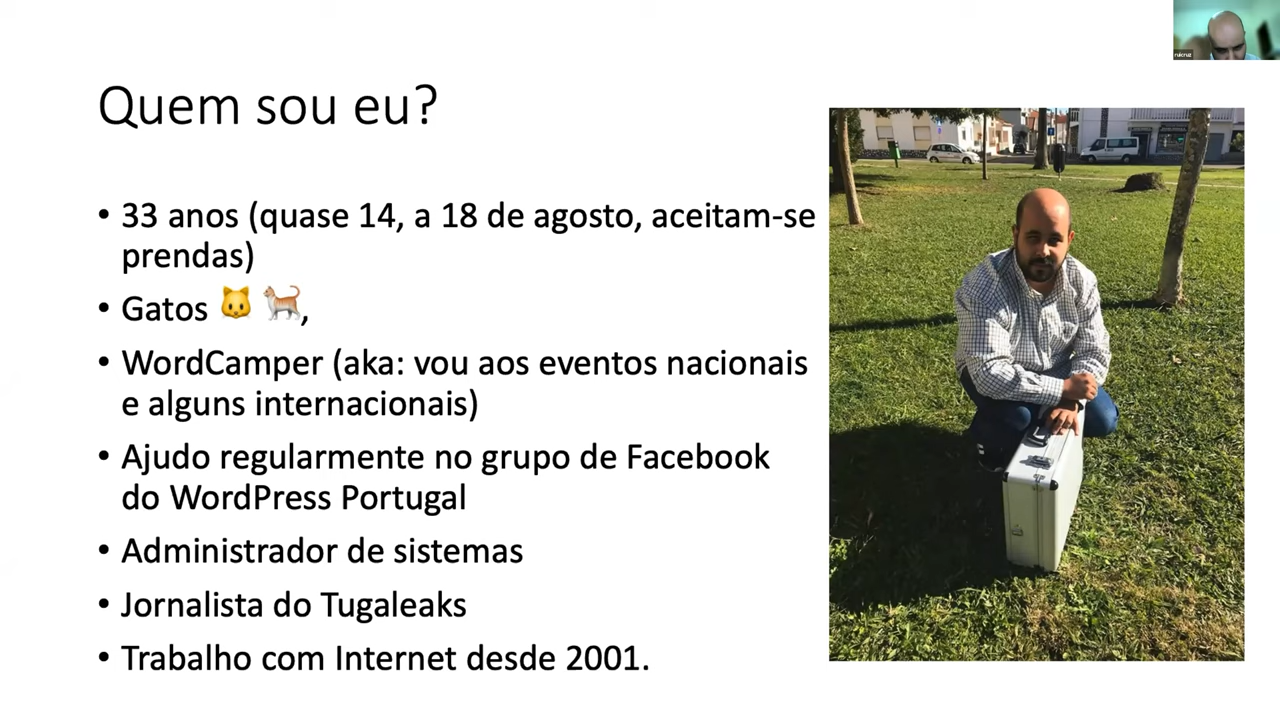 Quem sou eu?
• 33 anos (quase 14, a 18 de agosto, aceitam-se
prendas)
• Gatos 🐱 🐈,
• WordCamper (aka: vou aos eventos nacionais
e alguns internacionais)
• Ajudo regularmente no grupo de Facebook
do WordPress Portugal
• Administrador de sistemas
• Jornalista do Tugaleaks
• Trabalho com Internet desde 2001.
ruicruz